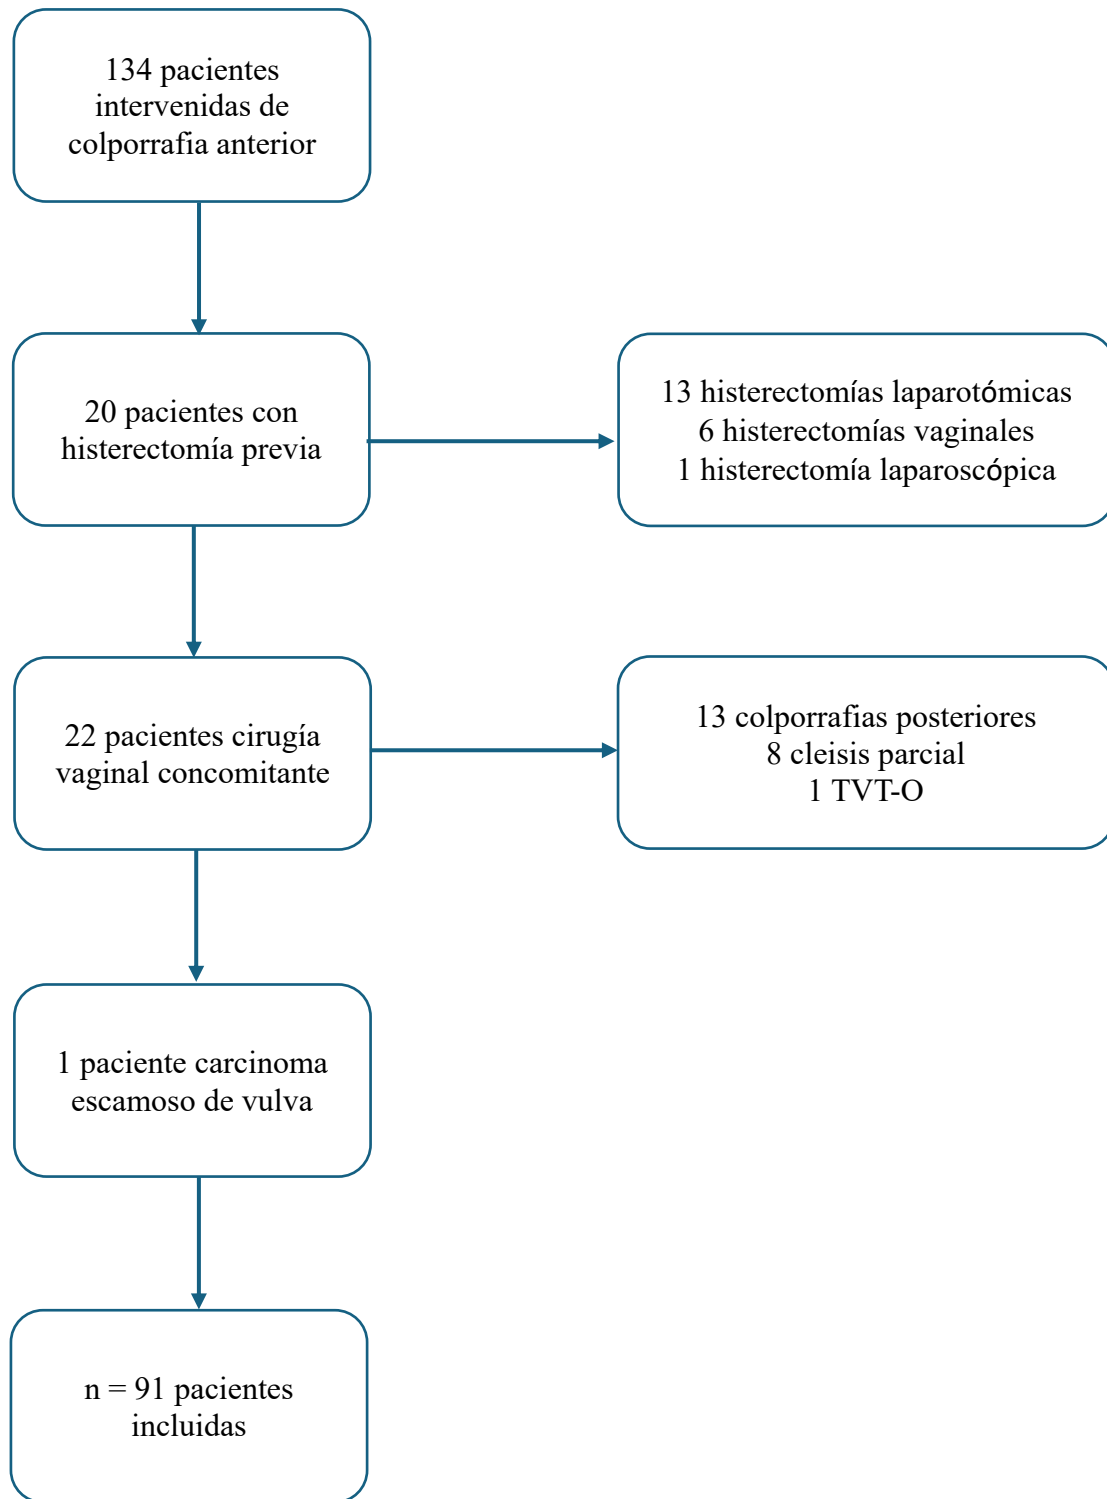 134 pacientes
intervenidas de
colporrafia anterior
20 pacientes con
histerectomía previa
13 histerectomías laparotómicas
6 histerectomías vaginales
1 histerectomía laparoscópica
22 pacientes cirugía
vaginal concomitante
13 colporrafias posteriores
8 cleisis parcial
1 TVT-O
1 paciente carcinoma
escamoso de vulva
n = 91 pacientes
incluidas